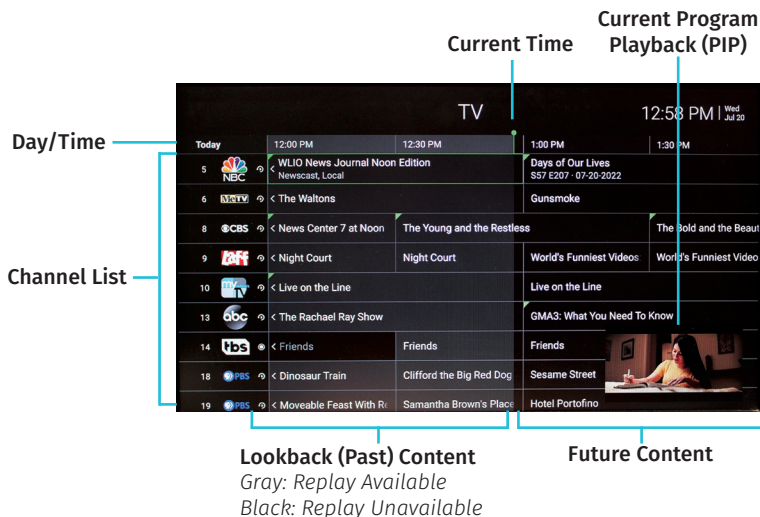 Current Program
Playback (PIP)
Current Time
TV
12:58 PM | Wed Jul 20
Day/Time
Today 12:00 PM 12:30 PM 1:00 PM 1:30 PM
5 NBC < WLIO News Journal Noon Edition Days of Our Lives
Newscast, Local S57 E207 · 07-20-2022
6 MeTV < The Waltons Gunsmoke
8 CBS < News Center 7 at Noon The Young and the Restless The Bold and the Beaut
9 laff < Night Court Night Court World's Funniest Videos World's Funniest Video
Channel List
10 my TV < Live on the Line Live on the Line
13 abc < The Rachael Ray Show GMA3: What You Need To Know
14 tbs < Friends Friends Friends
18 PBS < Dinosaur Train Clifford the Big Red Dog Sesame Street
19 PBS < Moveable Feast With Samantha Brown's Place Hotel Portofino
Lookback (Past) Content
Future Content
Gray: Replay Available
Black: Replay Unavailable